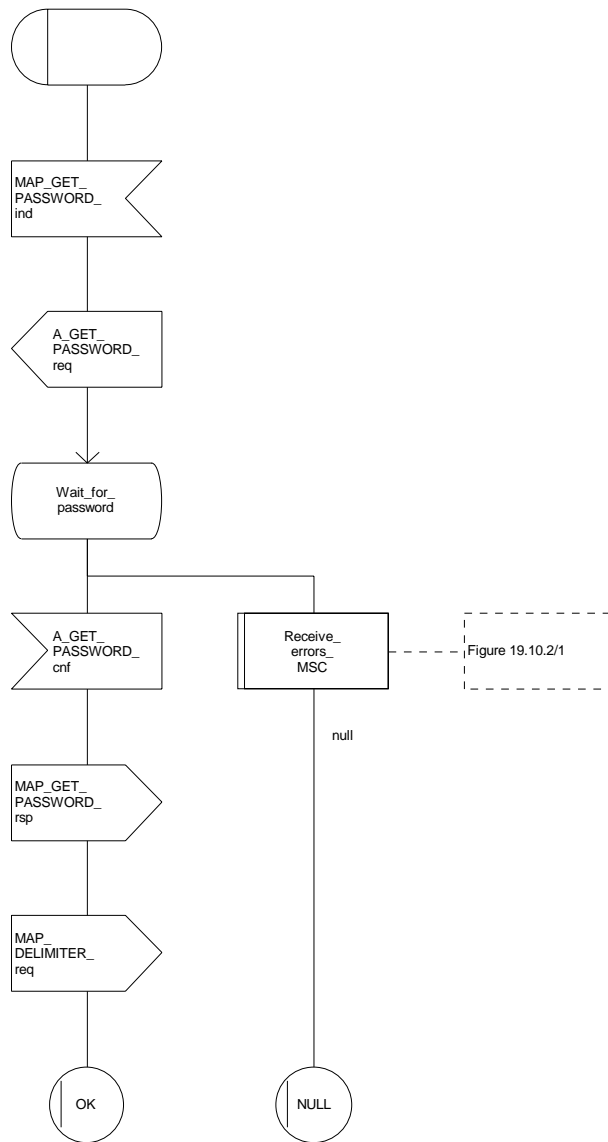 MAP_GET_
PASSWORD_
ind
A_GET_
PASSWORD_
req
Wait_for_
password
A_GET_
PASSWORD_
cnf
Receive_
errors_
MSC
Figure 19.10.2/1
null
MAP_GET_
PASSWORD_
rsp
MAP_
DELIMITER_
req
OK
NULL